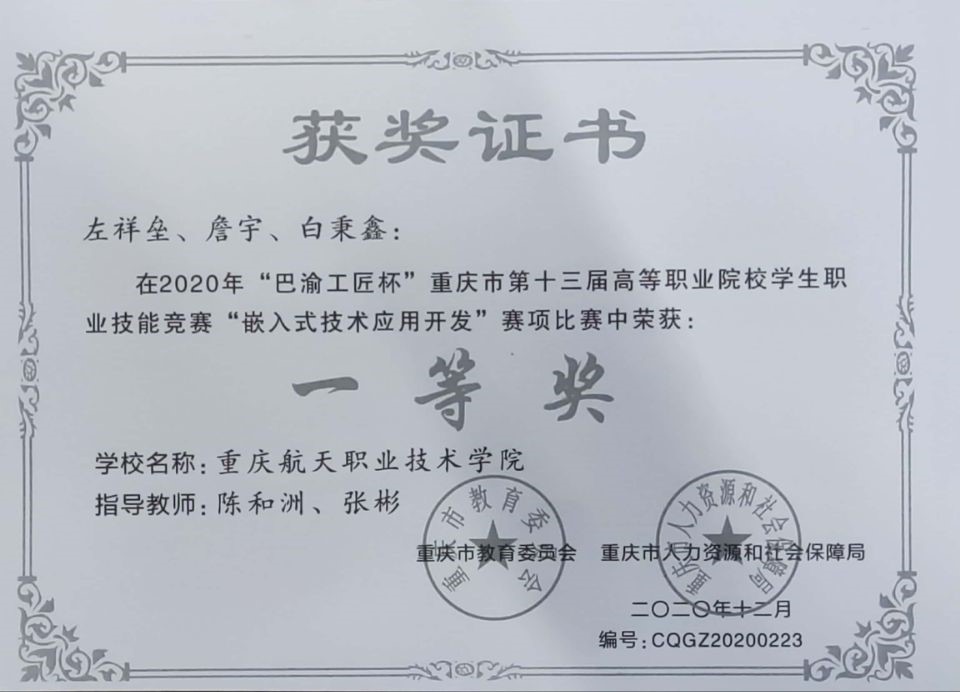 获奖证书
左祥垒、詹宇、白秉鑫：
在2020年“巴渝工匠杯”重庆市第十三届高等职业院校学生职
业技能竞赛“嵌入式技术应用开发”赛项比赛中荣获：
一等奖
学校名称：重庆航天职业技术学院
指导教师：陈和洲、张彬
重庆市教育委员会
重庆市人力资源和社会保障局
重庆市教育委员会 重庆市人力资源和社会保障局
二〇二〇年十二月
编号：CQGZ20200223